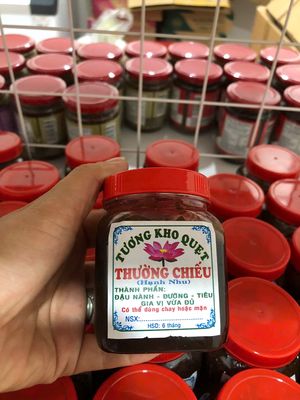 TƯƠNG KHO QUẸT
THƯỜNG CHIẾU
(Hạnh Như)
THÀNH PHẦN:
ĐẬU NÀNH - ĐƯỜNG - TIÊU
GIA VỊ VỪA ĐỦ
Có thể dùng chay hoặc mặn
NSX:
HSD: 6 tháng